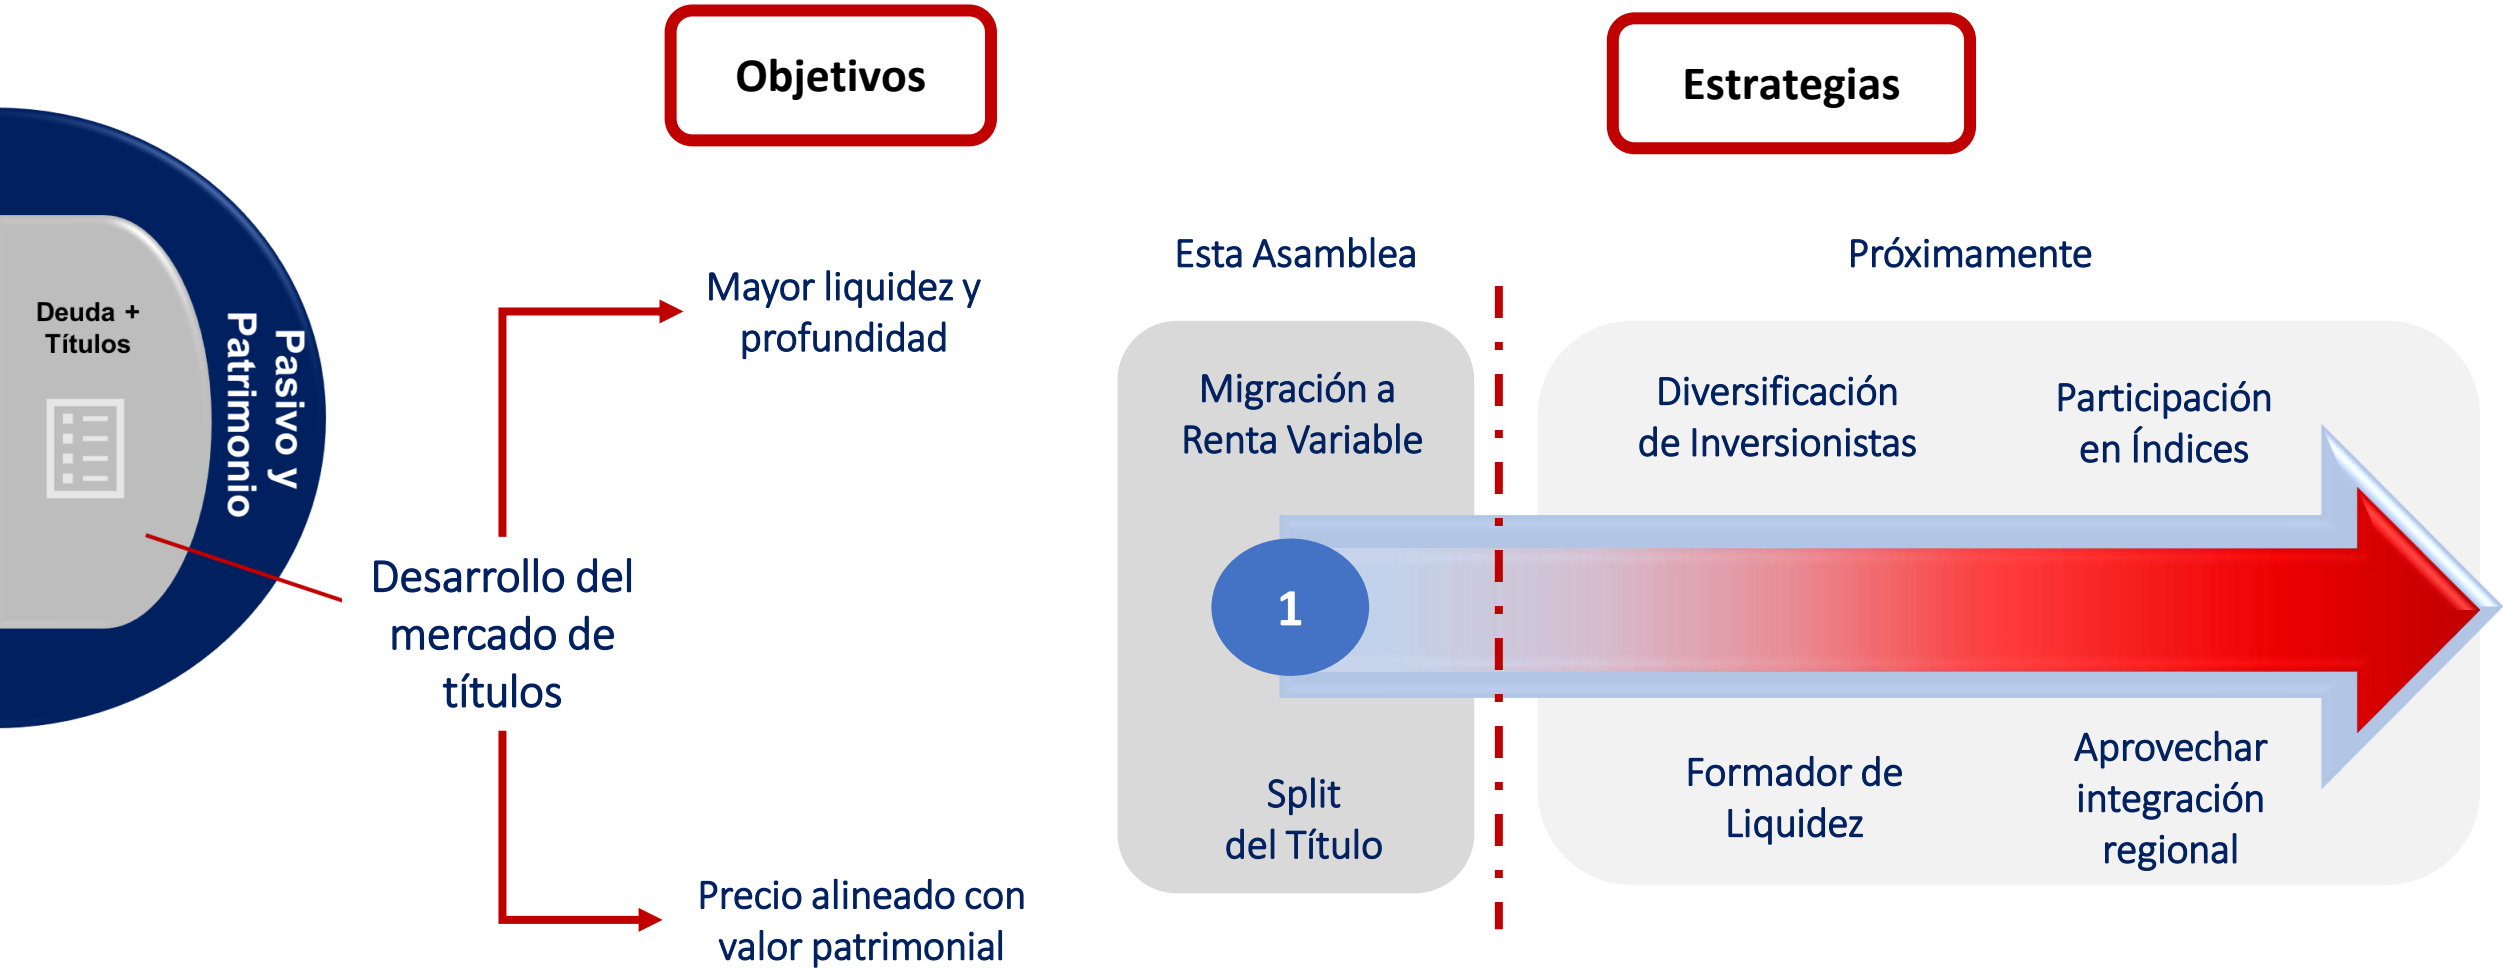 Objetivos
Estrategias
Deuda +
Títulos
Pasivo y
Patrimonio
Desarrollo del
mercado de
títulos
Mayor liquidez y
profundidad
Precio alineado con
valor patrimonial
Esta Asamblea
Migración a
Renta Variable
1
Split
del Título
Próximamente
Diversificación
de Inversionistas
Participación
en Índices
Formador de
Liquidez
Aprovechar
integración
regional